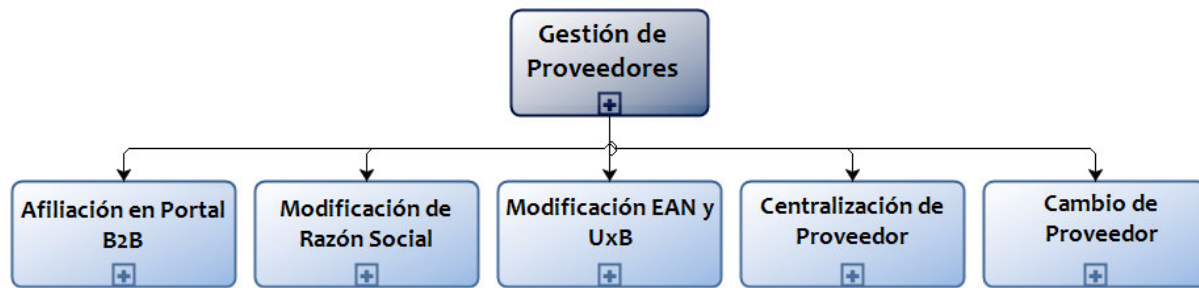 Gestión de
Proveedores
Afiliación en Portal
B2B
Modificación de
Razón Social
Modificación EAN y
UxB
Centralización de
Proveedor
Cambio de
Proveedor